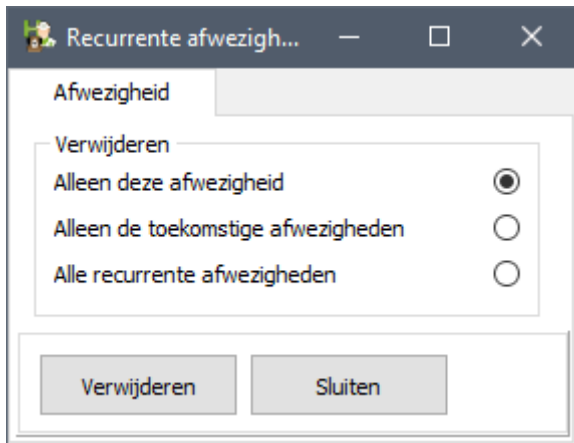 Recurrente afwezigh...
Afwezigheid
Verwijderen
Alleen deze afwezigheid
Alleen de toekomstige afwezigheden
Alle recurrente afwezigheden
Verwijderen
Sluiten